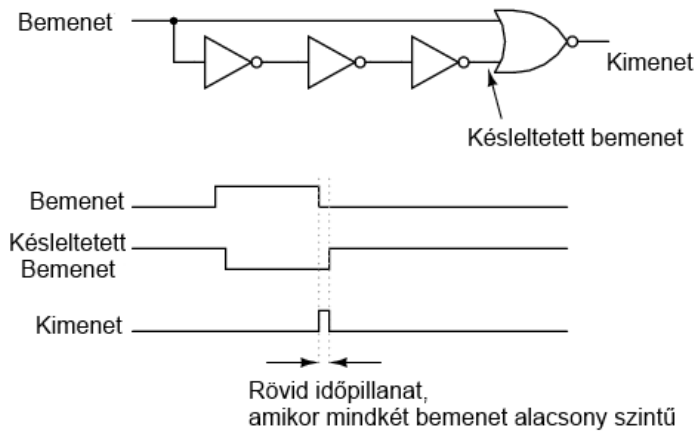 Bemenet
Kimenet
Késleltetett bemenet
Bemenet
Késleltetett
Bemenet
Kimenet
Rövid időpillanat,
amikor mindkét bemenet alacsony szintű